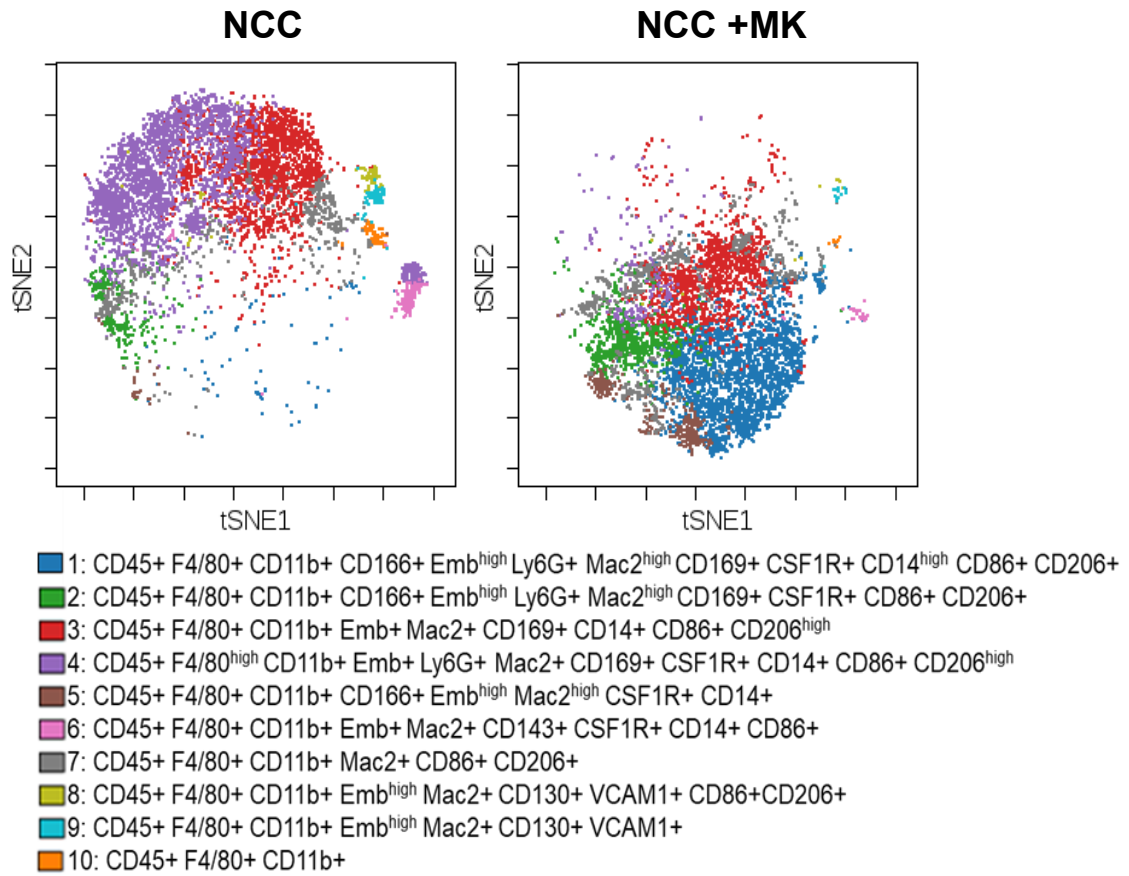 NCC
NCC +MK
tSNE2
tSNE2
tSNE1
tSNE1
1: CD45+ F4/80+ CD11b+ CD166+ Embhigh Ly6G+ Mac2high CD169+ CSF1R+ CD14high CD86+ CD206+
2: CD45+ F4/80+ CD11b+ CD166+ Embhigh Ly6G+ Mac2high CD169+ CSF1R+ CD86+ CD206+
3: CD45+ F4/80+ CD11b+ Emb+ Mac2+ CD169+ CD14+ CD86+ CD206high
4: CD45+ F4/80high CD11b+ Emb+ Ly6G+ Mac2+ CD169+ CSF1R+ CD14+ CD86+ CD206high
5: CD45+ F4/80+ CD11b+ CD166+ Embhigh Mac2high CSF1R+ CD14+
6: CD45+ F4/80+ CD11b+ Emb+ Mac2+ CD143+ CSF1R+ CD14+ CD86+
7: CD45+ F4/80+ CD11b+ Mac2+ CD86+ CD206+
8: CD45+ F4/80+ CD11b+ Embhigh Mac2+ CD130+ VCAM1+ CD86+CD206+
9: CD45+ F4/80+ CD11b+ Embhigh Mac2+ CD130+ VCAM1+
10: CD45+ F4/80+ CD11b+